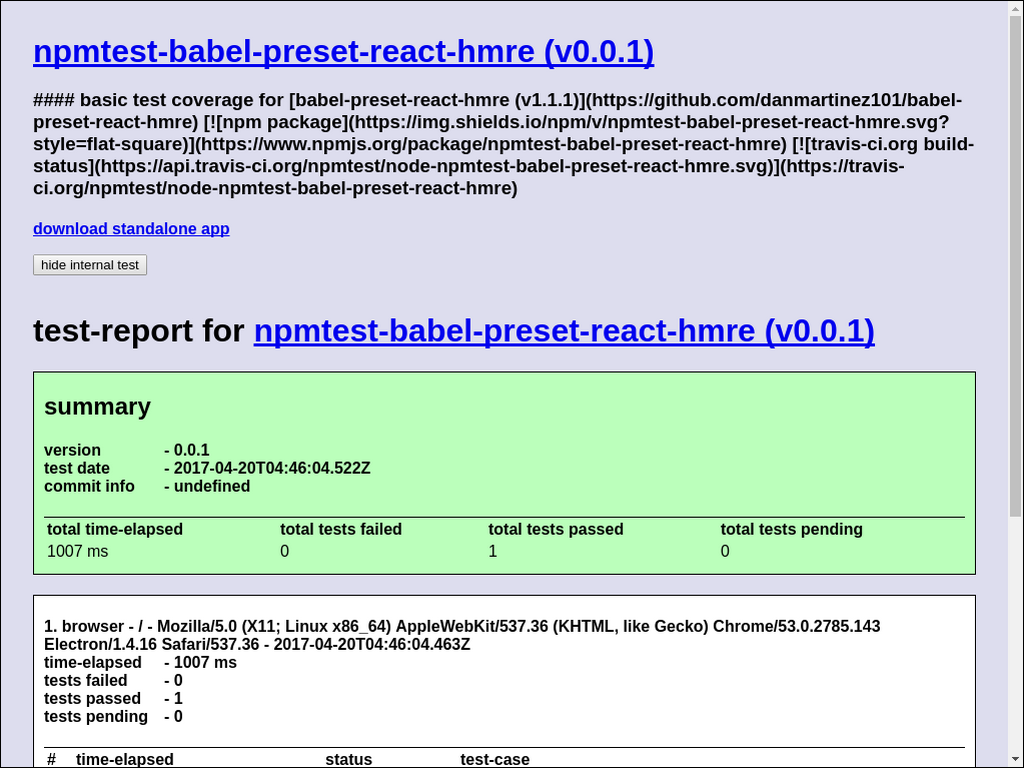 npmtest-babel-preset-react-hmre (v0.0.1)
#### basic test coverage for [babel-preset-react-hmre (v1.1.1)](https://github.com/danmartinez101/babel-
preset-react-hmre) [![npm package](https://img.shields.io/npm/v/npmtest-babel-preset-react-hmre.svg?
style=flat-square)](https://www.npmjs.org/package/npmtest-babel-preset-react-hmre) [![travis-ci.org build-
status](https://api.travis-ci.org/npmtest/node-npmtest-babel-preset-react-hmre.svg)](https://travis-
ci.org/npmtest/node-npmtest-babel-preset-react-hmre)
download standalone app
hide internal test
test-report for npmtest-babel-preset-react-hmre (v0.0.1)
summary
version - 0.0.1
test date - 2017-04-20T04:46:04.522Z
commit info - undefined
total time-elapsed total tests failed total tests passed total tests pending
1007 ms 0 1 0
1. browser - / - Mozilla/5.0 (X11; Linux x86_64) AppleWebKit/537.36 (KHTML, like Gecko) Chrome/53.0.2785.143
Electron/1.4.16 Safari/537.36 - 2017-04-20T04:46:04.463Z
time-elapsed - 1007 ms
tests failed - 0
tests passed - 1
tests pending - 0
# time-elapsed status test-case